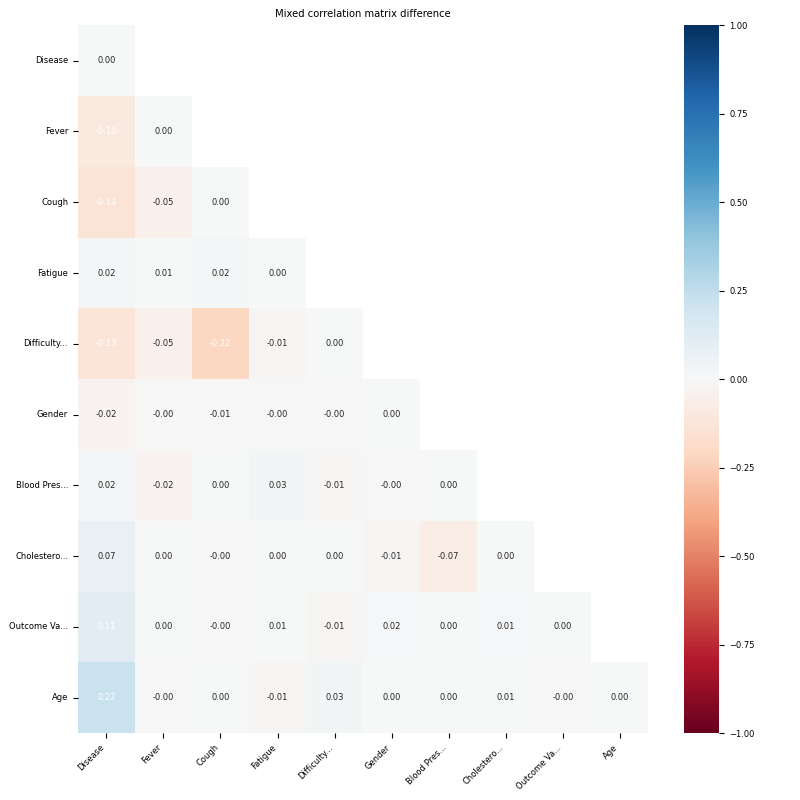 Mixed correlation matrix difference
Disease 0.00
Fever -0.10 0.00
Cough -0.14 -0.05 0.00
Fatigue 0.02 0.01 0.02 0.00
Difficulty... -0.13 -0.05 -0.22 -0.01 0.00
Gender -0.02 -0.00 -0.01 -0.00 -0.00 0.00
Blood Pres... 0.02 -0.02 0.00 0.03 -0.01 -0.00 0.00
Cholestero... 0.07 0.00 -0.00 0.00 0.00 -0.01 -0.07 0.00
Outcome Va... 0.11 0.00 -0.00 0.01 -0.01 0.02 0.00 0.01 0.00
Age 0.22 -0.00 0.00 -0.01 0.03 0.00 0.00 0.01 -0.00 0.00
Disease Fever Cough Fatigue Difficulty... Gender Blood Pres... Cholestero... Outcome Va... Age
1.00
0.75
0.50
0.25
0.00
−0.25
−0.50
−0.75
−1.00